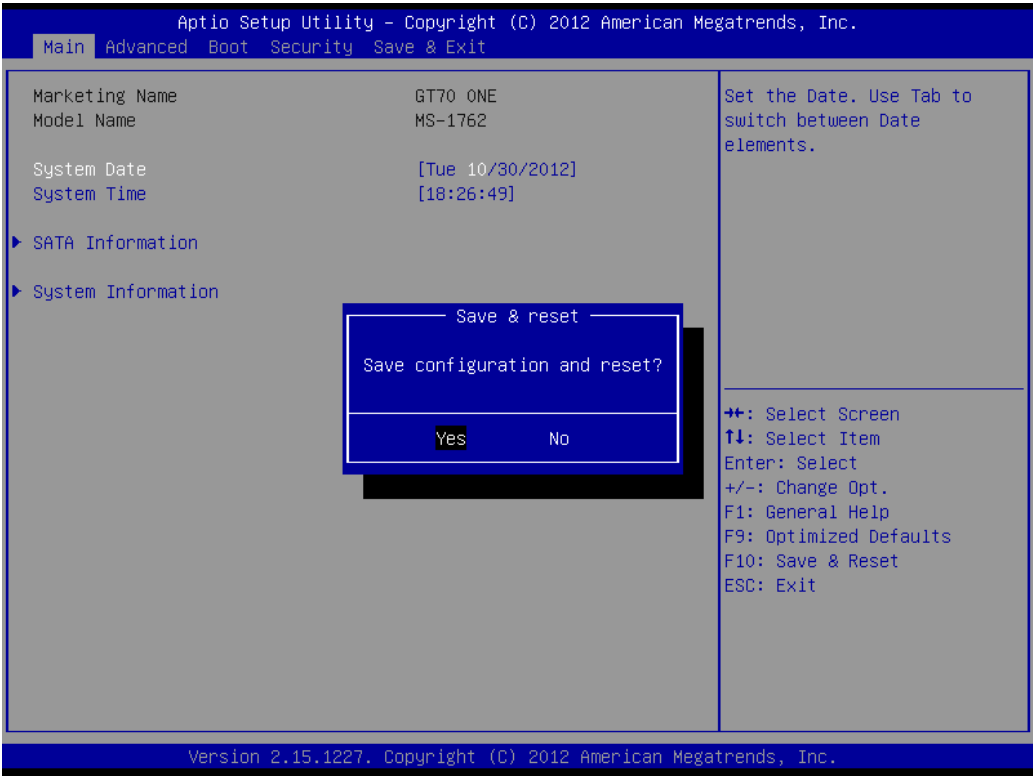 Aptio Setup Utility – Copyright (C) 2012 American Megatrends, Inc.
Main Advanced Boot Security Save & Exit
Marketing Name GT70 ONE
Model Name MS-1762
System Date [Tue 10/30/2012]
System Time [18:26:49]
SATA Information
System Information
Save & reset
Save configuration and reset?
Yes No
Set the Date. Use Tab to
switch between Date
elements.
→←: Select Screen
↑↓: Select Item
Enter: Select
+/-: Change Opt.
F1: General Help
F9: Optimized Defaults
F10: Save & Reset
ESC: Exit
Version 2.15.1227. Copyright (C) 2012 American Megatrends, Inc.